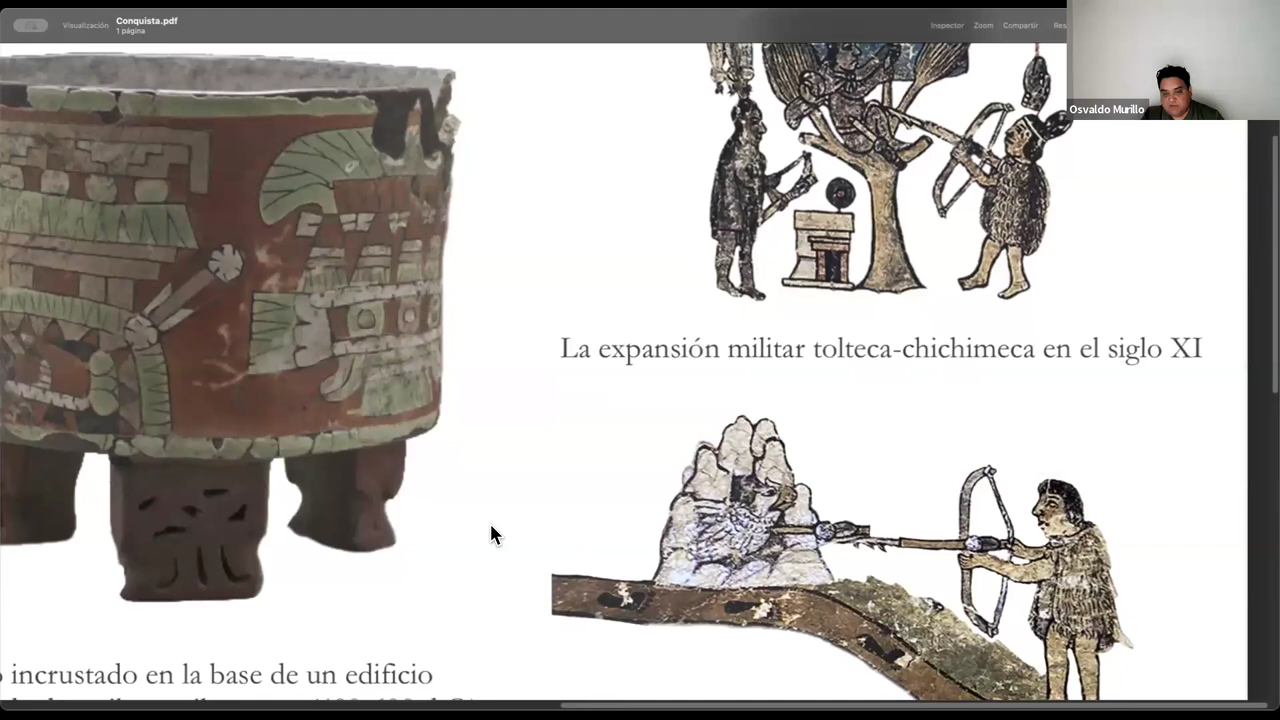 Visualización
Conquista.pdf
1 página
Inspector
Zoom
Compartir
Osvaldo Murillo
La expansión militar tolteca-chichimeca en el siglo XI
incrustado en la base de un edificio